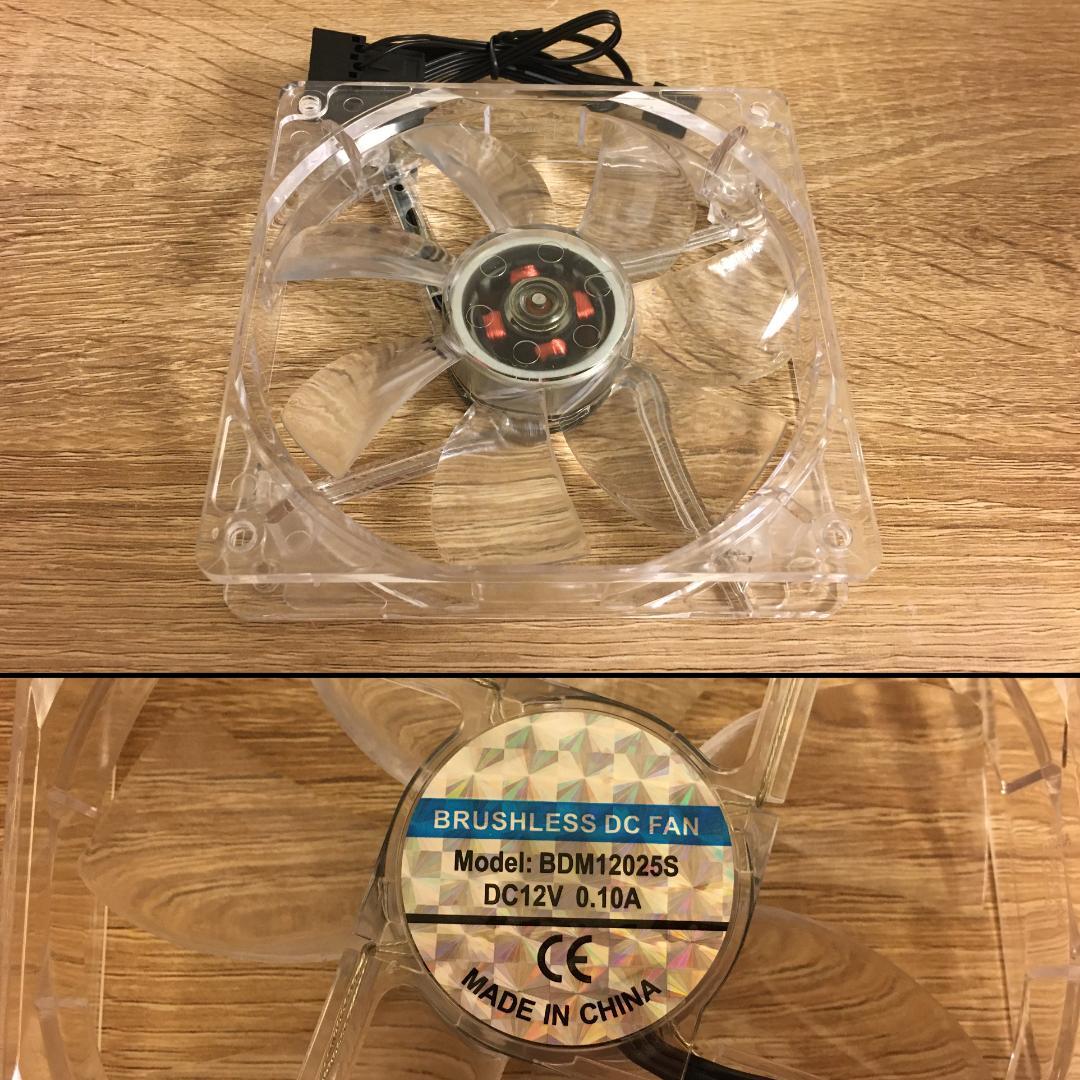 BRUSHLESS DC FAN
Model: BDM12025S
DC12V 0.10A
CE
MADE IN CHINA